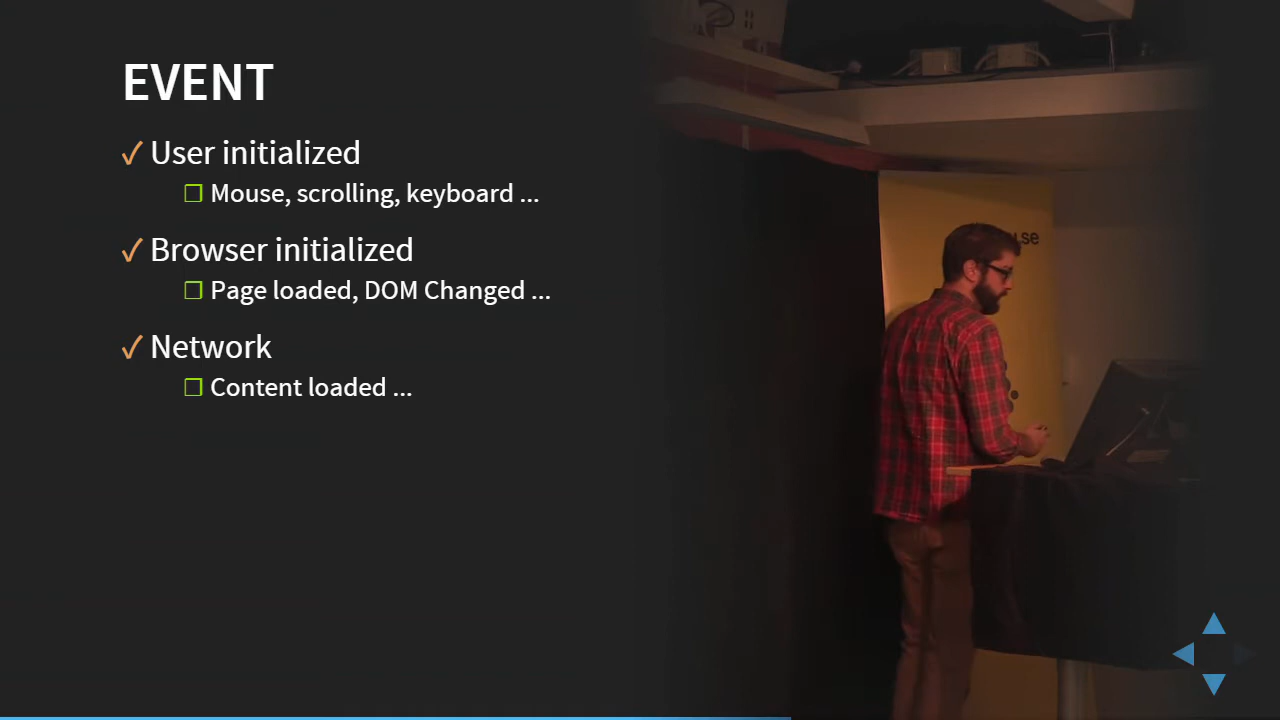 EVENT
✓ User initialized
❐ Mouse, scrolling, keyboard ...
✓ Browser initialized
❐ Page loaded, DOM Changed ...
✓ Network
❐ Content loaded ...